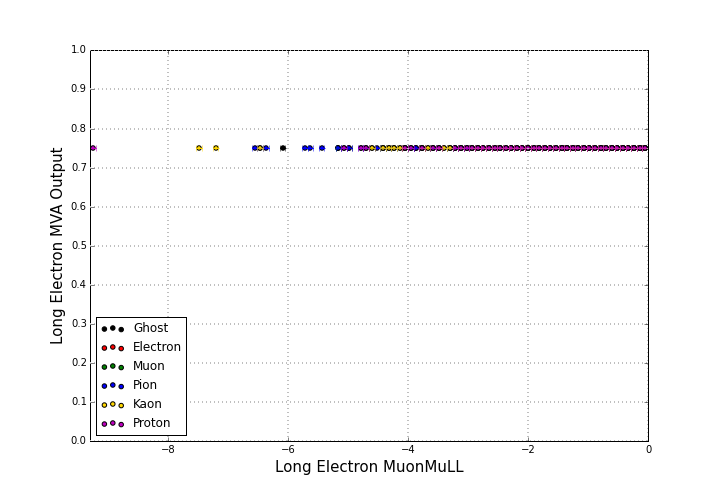 1.0
0.9
0.8
0.7
0.6
0.5
0.4
0.3
0.2
0.1
0.0
Long Electron MVA Output
Ghost
Electron
Muon
Pion
Kaon
Proton
−8 −6 −4 −2 0
Long Electron MuonMuLL